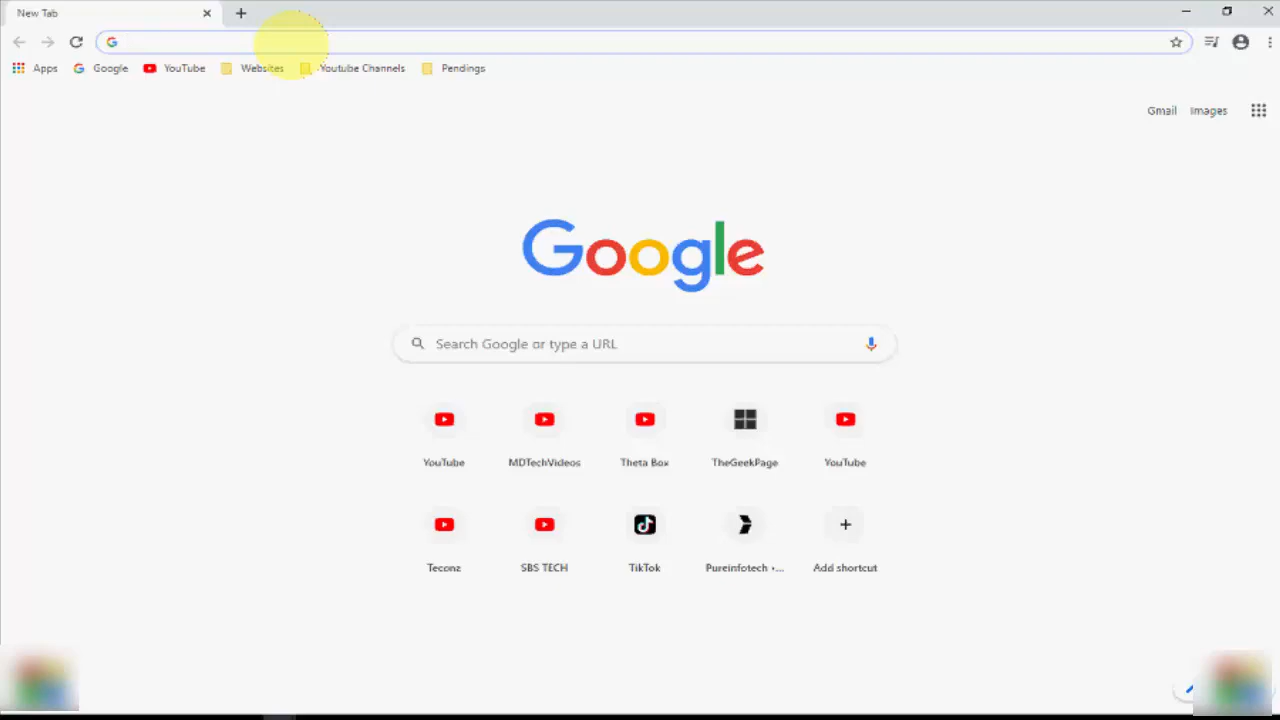 New Tab
Apps Google YouTube Websites Youtube Channels Pendings
Gmail Images
Google
Search Google or type a URL
YouTube MDTechVideos Theta Box TheGeekPage YouTube
Teconz SBS TECH TikTok Pureinfotech •... Add shortcut